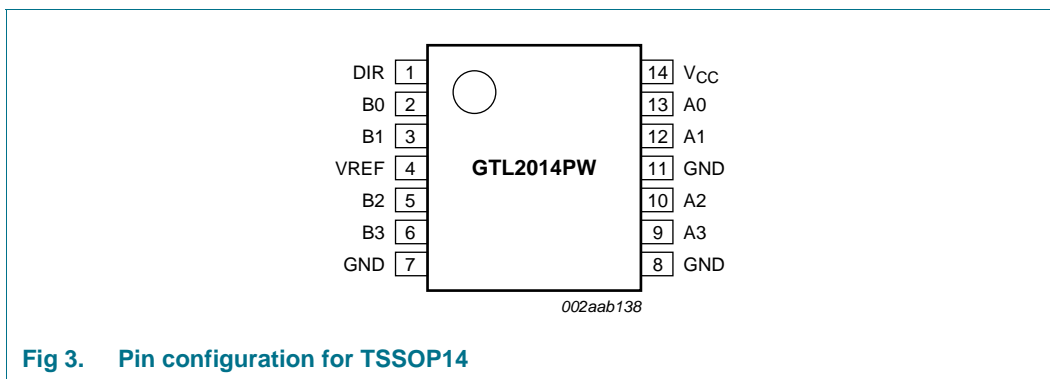 DIR 1 14 VCC
B0 2 13 A0
B1 3 12 A1
VREF 4 GTL2014PW 11 GND
B2 5 10 A2
B3 6 9 A3
GND 7 8 GND
002aab138
Fig 3. Pin configuration for TSSOP14